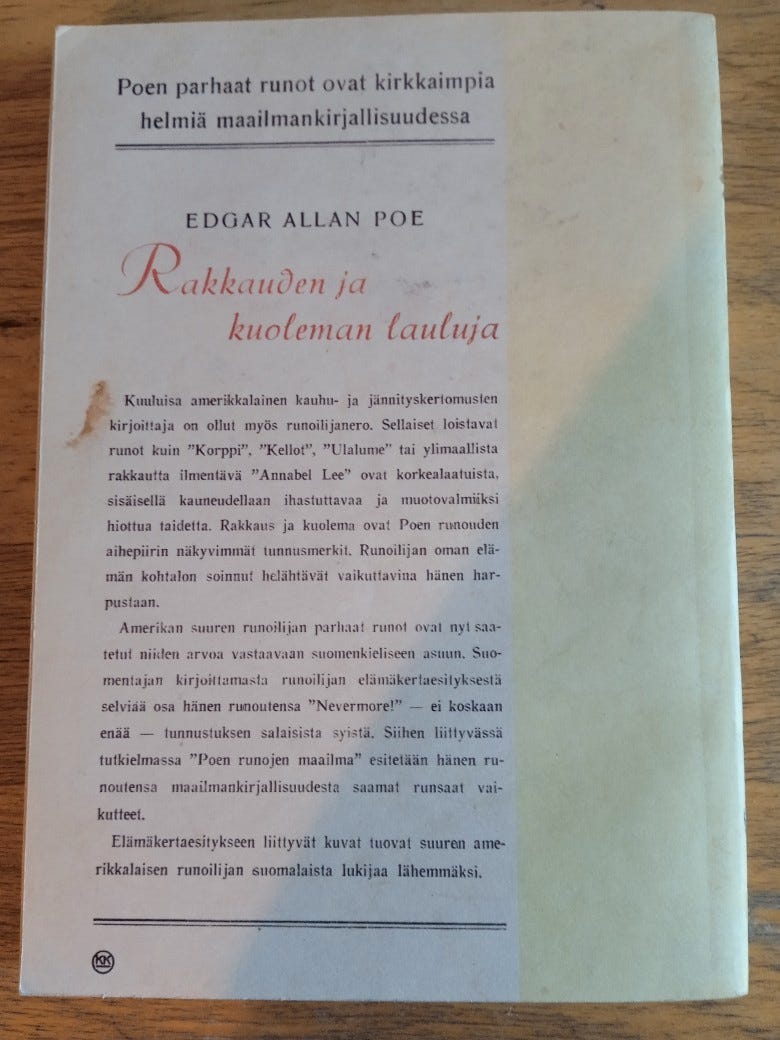 Poen parhaat runot ovat kirkkaimpia
helmiä maailmankirjallisuudessa
EDGAR ALLAN POE
Rakkauden ja
kuoleman lauluja
Kuuluisa amerikkalainen kauhu- ja jännityskertomusten
kirjoittaja on ollut myös runoilijanero. Sellaiset loistavat
runot kuin ”Korppi”, ”Kellot”, ”Ulalume” tai ylimaallista
rakkautta ilmentävä ”Annabel Lee” ovat korkealaatuista,
sisäisellä kauneudellaan ihastuttavaa ja muotovalmiiksi
hiottua taidetta. Rakkaus ja kuolema ovat Poen runouden
aihepiirin näkyvimmät tunnusmerkit. Runoilijan oman elä-
män kohtalon soinnut helähtävät vaikuttavina hänen har-
pustaan.
Amerikan suuren runoilijan parhaat runot ovat nyt saa-
tetut niiden arvoa vastaavaan suomenkieliseen asuun. Suo-
mentajan kirjoittamasta runoilijan elämäkertaesityksestä
selviää osa hänen runoutensa ”Nevermore!” — ei koskaan
enää — tunnustuksen salaisista syistä. Siihen liittyvässä
tutkielmassa ”Poen runojen maailma” esitetään hänen ru-
noutensa maailmankirjallisuudesta saamat runsaat vai-
kutteet.
Elämäkertaesitykseen liittyvät kuvat tuovat suuren ame-
rikkalaisen runoilijan suomalaista lukijaa lähemmäksi.
KK